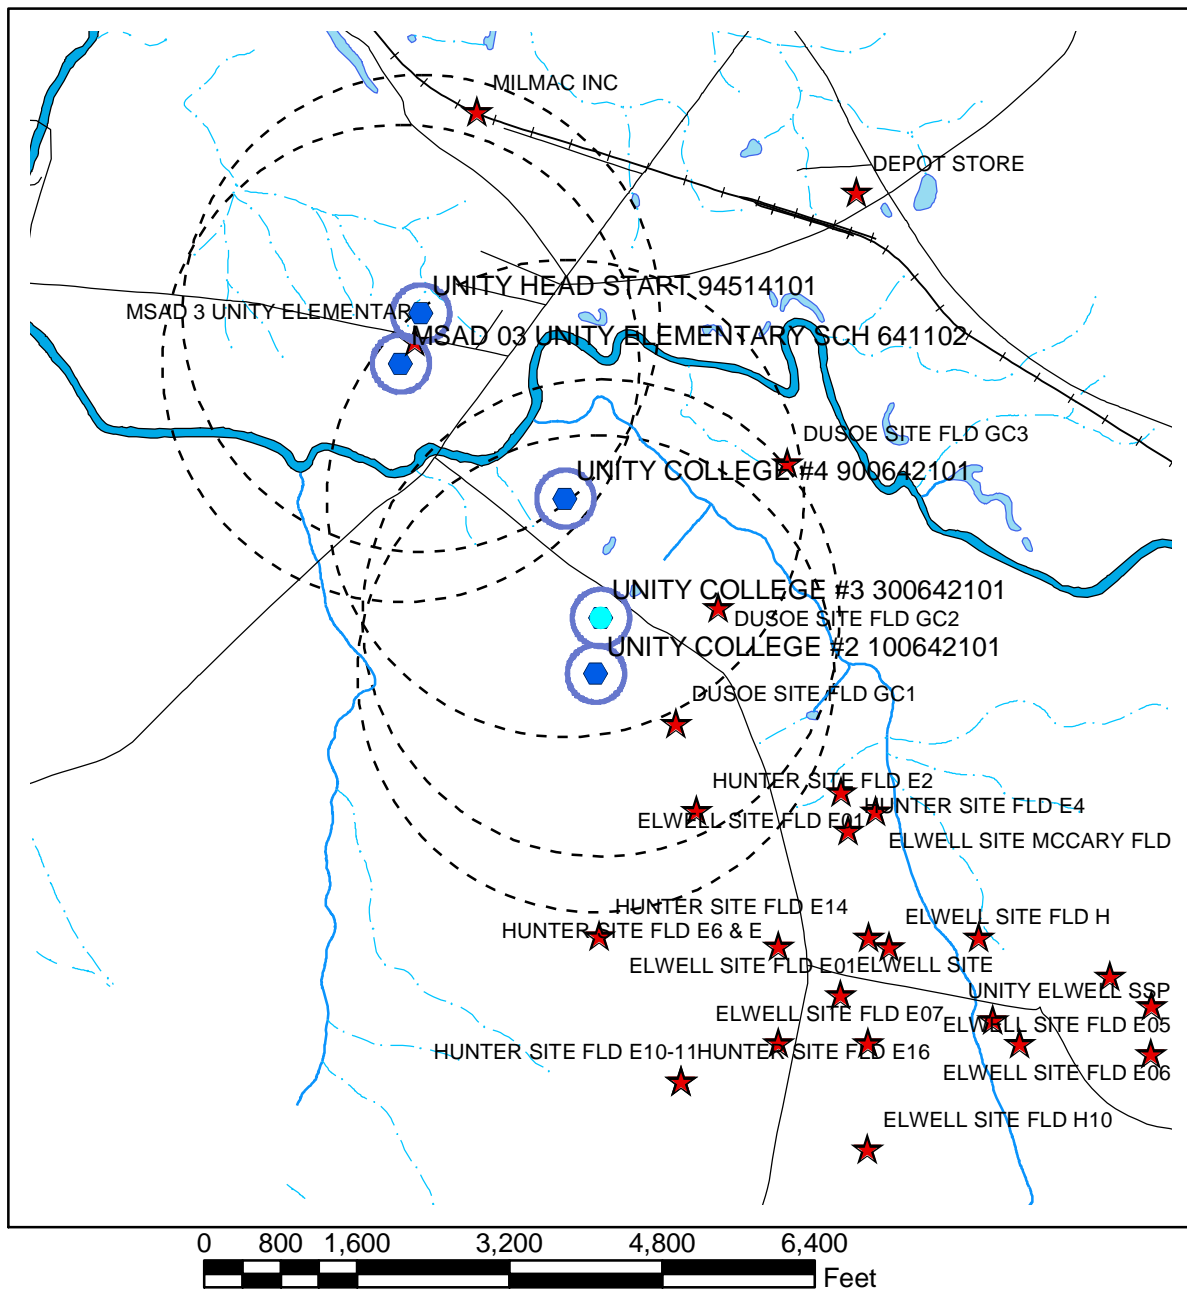 MILMAC INC
DEPOT STORE
UNITY HEAD START 94514101
MSAD 3 UNITY ELEMENTAR
MSAD 03 UNITY ELEMENTARY SCH 641102
DUSOE SITE FLD GC3
UNITY COLLEGE #4 900642101
UNITY COLLEGE #3 300642101
DUSOE SITE FLD GC2
UNITY COLLEGE #2 100642101
DUSOE SITE FLD GC1
HUNTER SITE FLD E2
HUNTER SITE FLD E4
ELWELL SITE FLD E01
ELWELL SITE MCCARY FLD
HUNTER SITE FLD E14
ELWELL SITE FLD H
HUNTER SITE FLD E6 & E
ELWELL SITE FLD E01
ELWELL SITE
UNITY ELWELL SSP
ELWELL SITE FLD E07
ELWELL SITE FLD E05
HUNTER SITE FLD E10-11
HUNTER SITE FLD E16
ELWELL SITE FLD E06
ELWELL SITE FLD H10
0 800 1,600 3,200 4,800 6,400
Feet